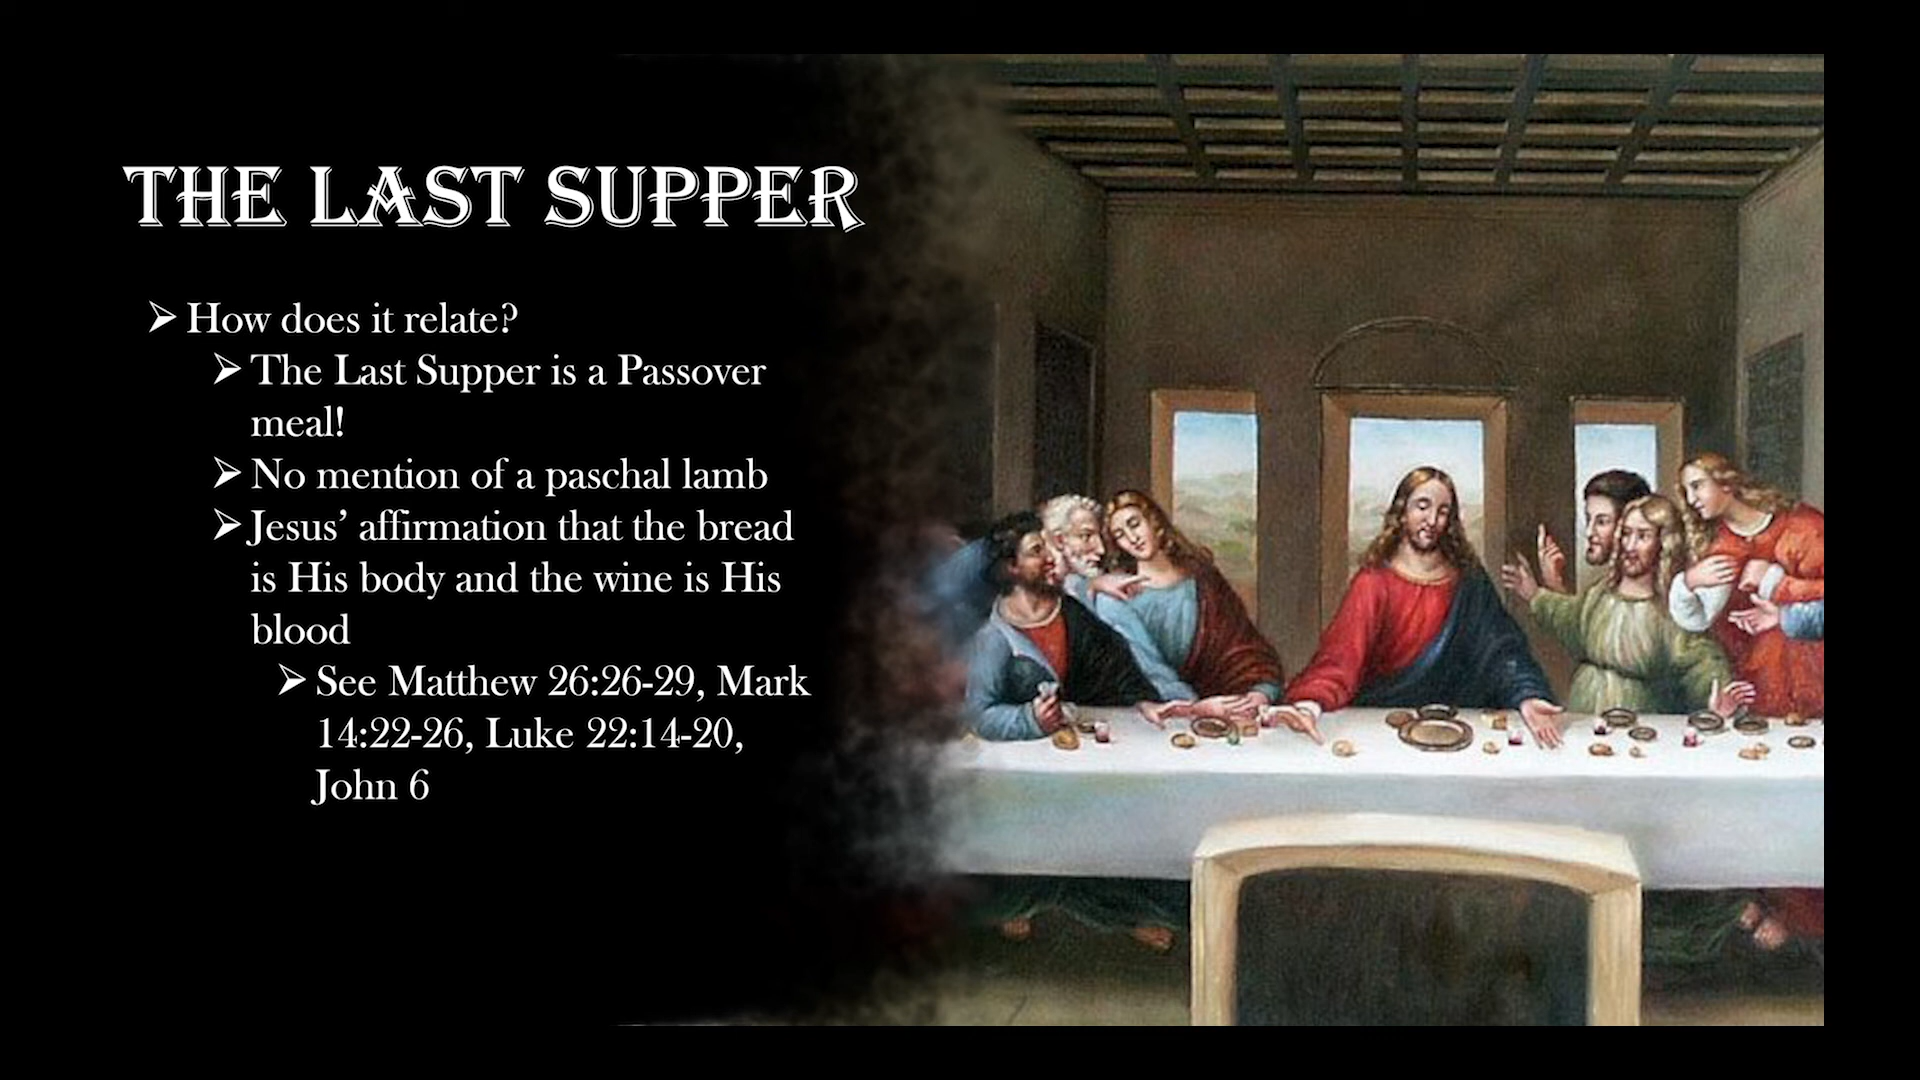 THE LAST SUPPER
➢ How does it relate?
➢ The Last Supper is a Passover
meal!
➢ No mention of a paschal lamb
➢ Jesus’ affirmation that the bread
is His body and the wine is His
blood
➢ See Matthew 26:26-29, Mark
14:22-26, Luke 22:14-20,
John 6